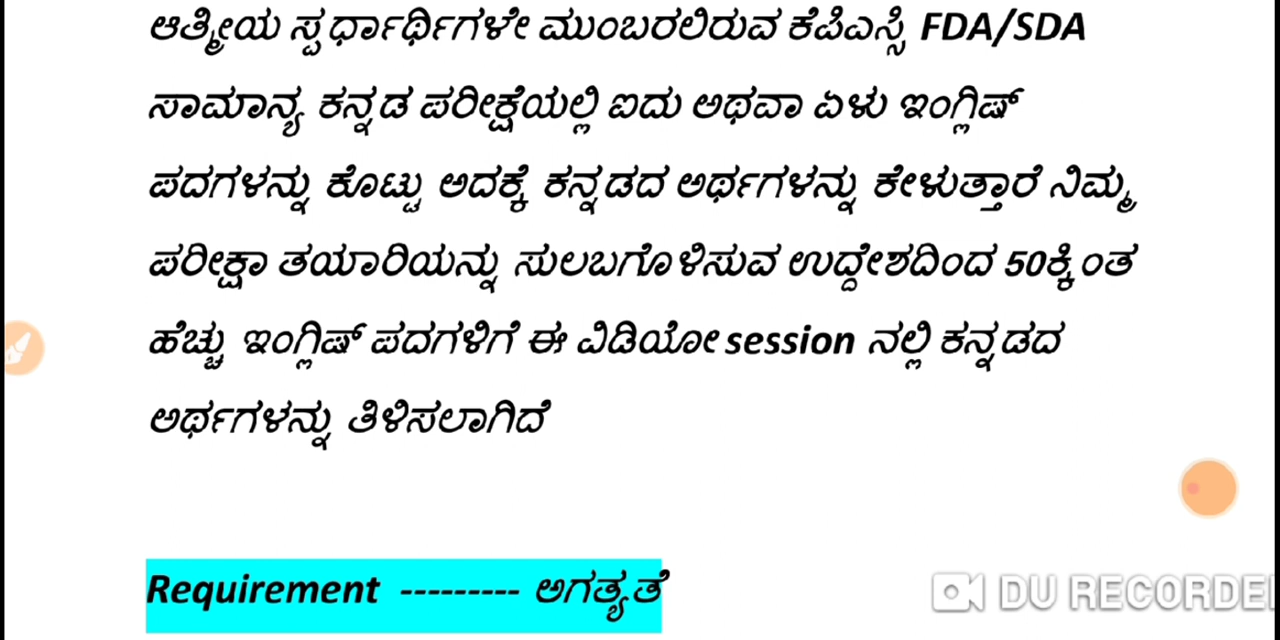 ಆತ್ಮೀಯ ಸ್ಪರ್ಧಾರ್ಥಿಗಳೇ ಮುಂಬರಲಿರುವ ಕೆಪಿಎಸ್ಸಿ FDA/SDA
ಸಾಮಾನ್ಯ ಕನ್ನಡ ಪರೀಕ್ಷೆಯಲ್ಲಿ ಐದು ಅಥವಾ ಏಳು ಇಂಗ್ಲಿಷ್
ಪದಗಳನ್ನು ಕೊಟ್ಟು ಅದಕ್ಕೆ ಕನ್ನಡದ ಅರ್ಥಗಳನ್ನು ಕೇಳುತ್ತಾರೆ ನಿಮ್ಮ
ಪರೀಕ್ಷಾ ತಯಾರಿಯನ್ನು ಸುಲಬಗೊಳಿಸುವ ಉದ್ದೇಶದಿಂದ 50ಕ್ಕಿಂತ
ಹೆಚ್ಚು ಇಂಗ್ಲಿಷ್ ಪದಗಳಿಗೆ ಈ ವಿಡಿಯೋ session ನಲ್ಲಿ ಕನ್ನಡದ
ಅರ್ಥಗಳನ್ನು ತಿಳಿಸಲಾಗಿದೆ
Requirement --------- ಅಗತ್ಯತೆ
DU RECORDER